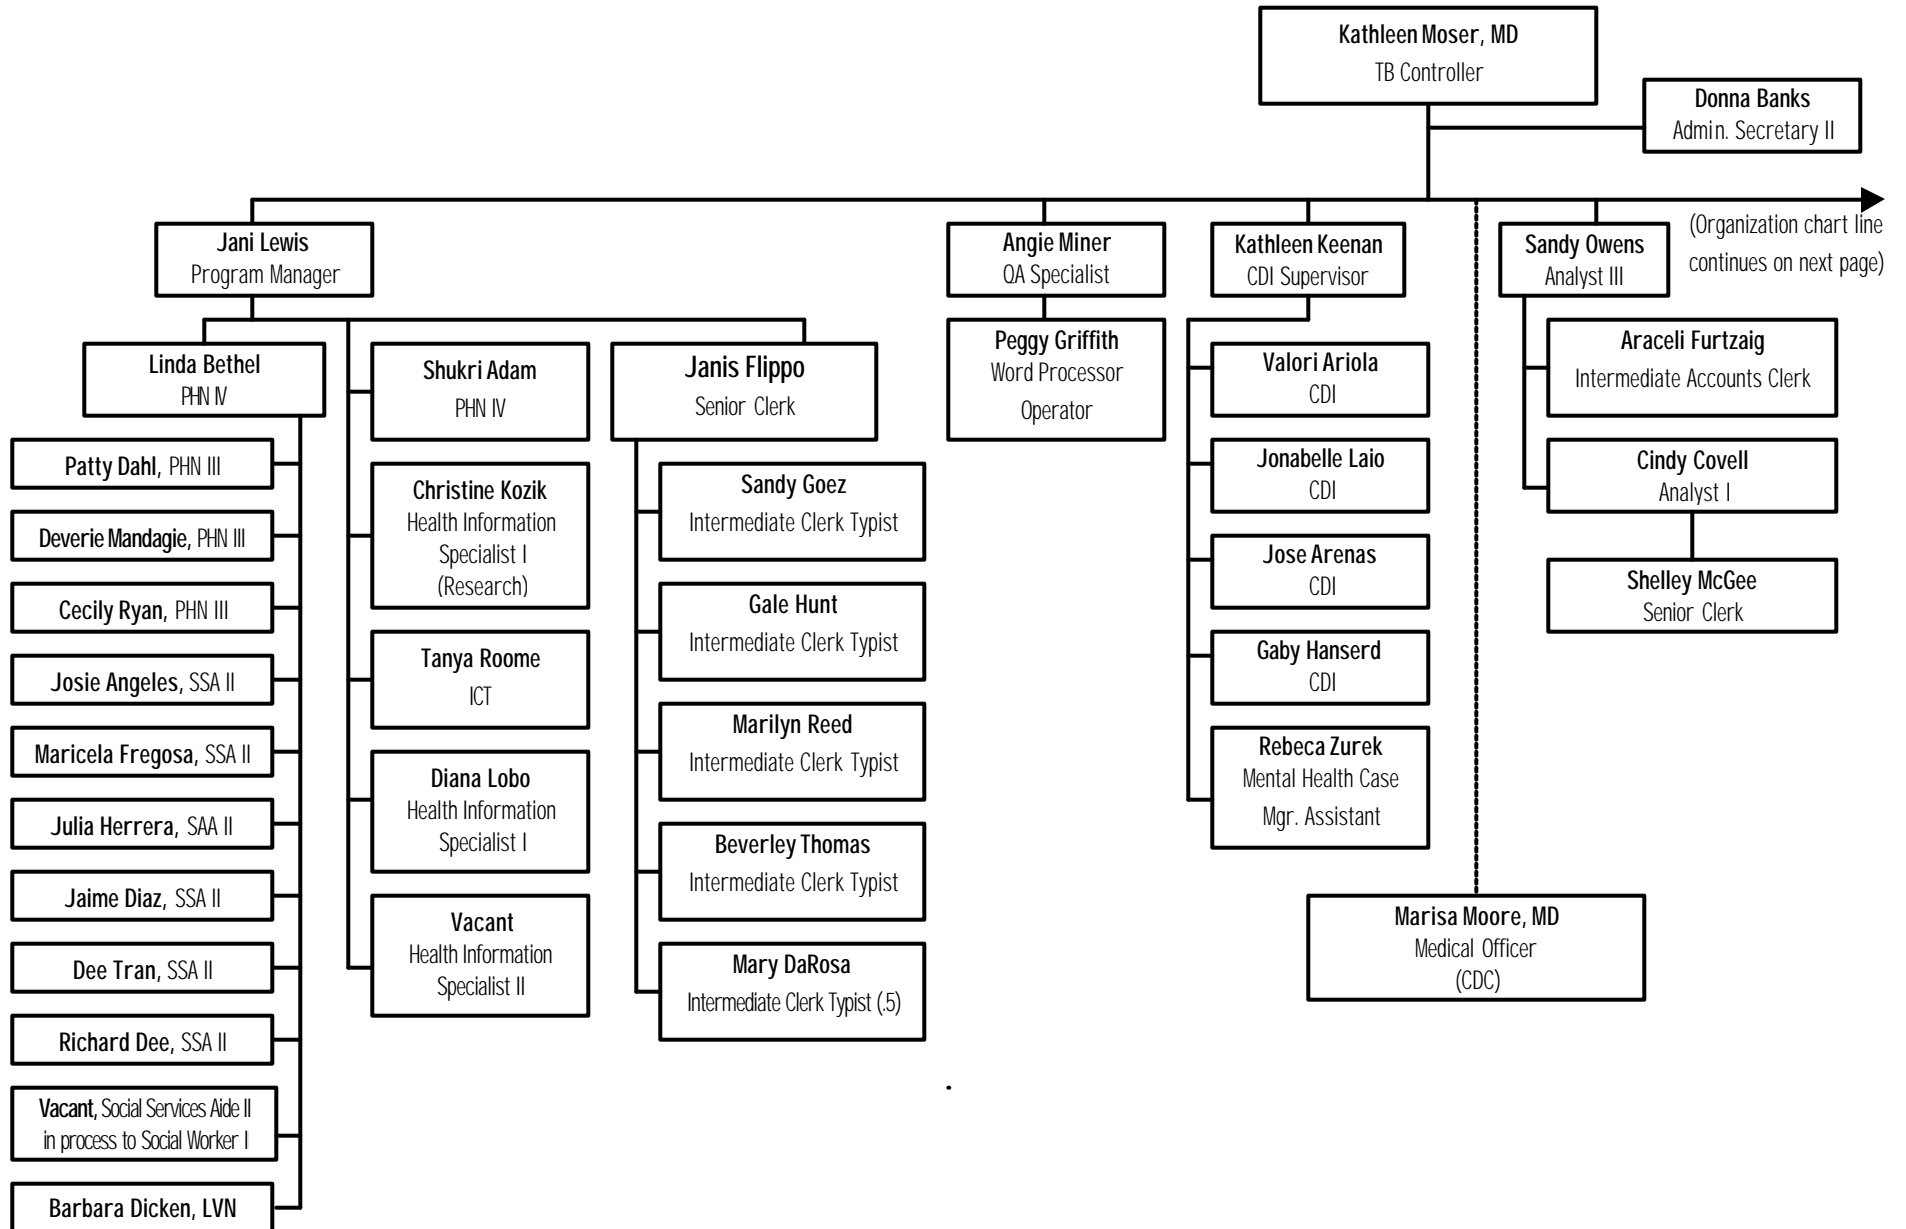 Kathleen Moser, MD
TB Controller
Donna Banks
Admin. Secretary II
(Organization chart line
continues on next page)
Jani Lewis
Program Manager
Angie Miner
QA Specialist
Kathleen Keenan
CDI Supervisor
Sandy Owens
Analyst III
Linda Bethel
PHN IV
Patty Dahl, PHN III
Deverie Mandagie, PHN III
Cecily Ryan, PHN III
Josie Angeles, SSA II
Maricela Fregosa, SSA II
Julia Herrera, SAA II
Jaime Diaz, SSA II
Dee Tran, SSA II
Richard Dee, SSA II
Vacant, Social Services Aide II
in process to Social Worker I
Barbara Dicken, LVN
Shukri Adam
PHN IV
Christine Kozik
Health Information
Specialist I
(Research)
Tanya Roome
ICT
Diana Lobo
Health Information
Specialist I
Vacant
Health Information
Specialist II
Janis Flippo
Senior Clerk
Sandy Goez
Intermediate Clerk Typist
Gale Hunt
Intermediate Clerk Typist
Marilyn Reed
Intermediate Clerk Typist
Beverley Thomas
Intermediate Clerk Typist
Mary DaRosa
Intermediate Clerk Typist (.5)
Peggy Griffith
Word Processor
Operator
Valori Ariola
CDI
Jonabelle Laio
CDI
Jose Arenas
CDI
Gaby Hanserd
CDI
Rebeca Zurek
Mental Health Case
Mgr. Assistant
Marisa Moore, MD
Medical Officer
(CDC)
Araceli Furtzaig
Intermediate Accounts Clerk
Cindy Covell
Analyst I
Shelley McGee
Senior Clerk